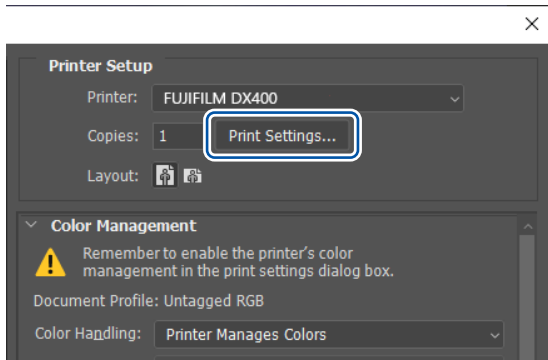 Printer Setup
Printer: FUJIFILM DX400
Copies: 1 Print Settings...
Layout:
Color Management
Remember to enable the printer's color
management in the print settings dialog box.
Document Profile: Untagged RGB
Color Handling: Printer Manages Colors